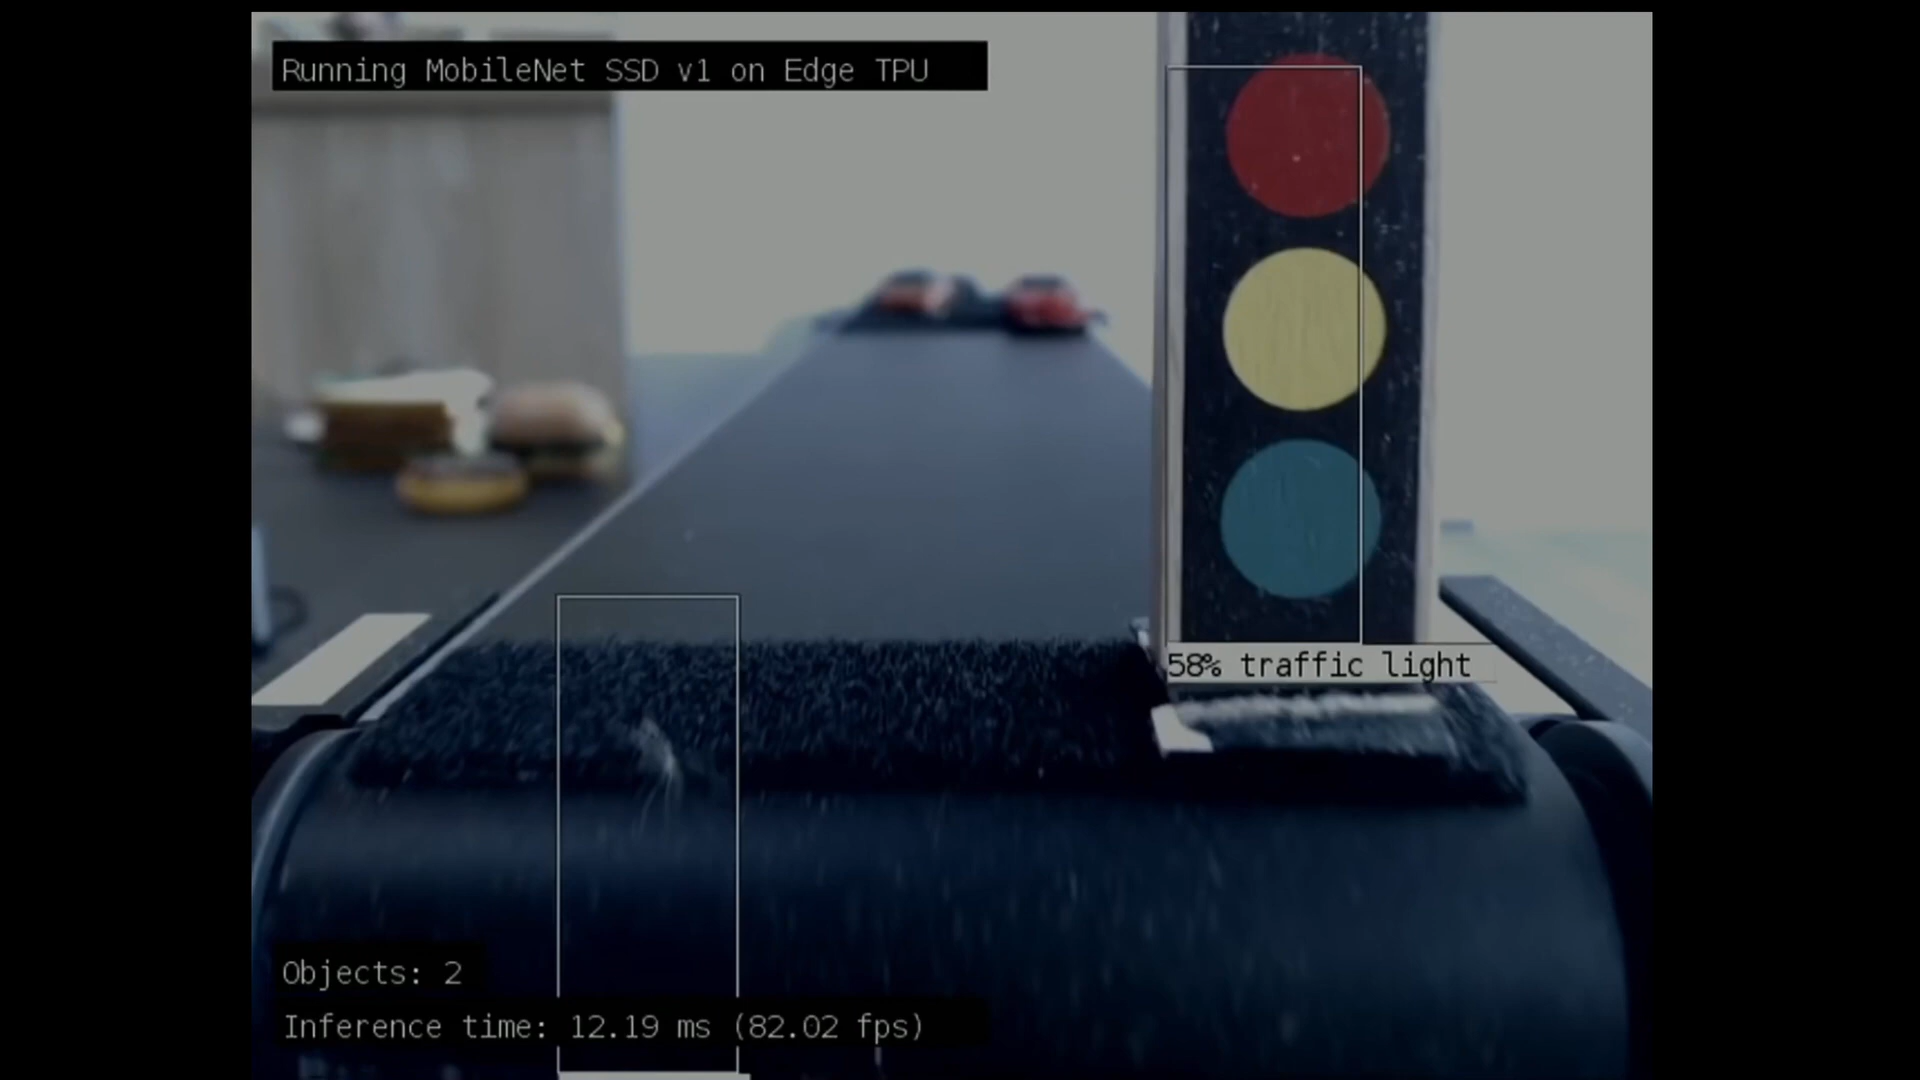 Running MobileNet SSD v1 on Edge TPU
58% traffic light
Objects: 2
Inference time: 12.19 ms (82.02 fps)